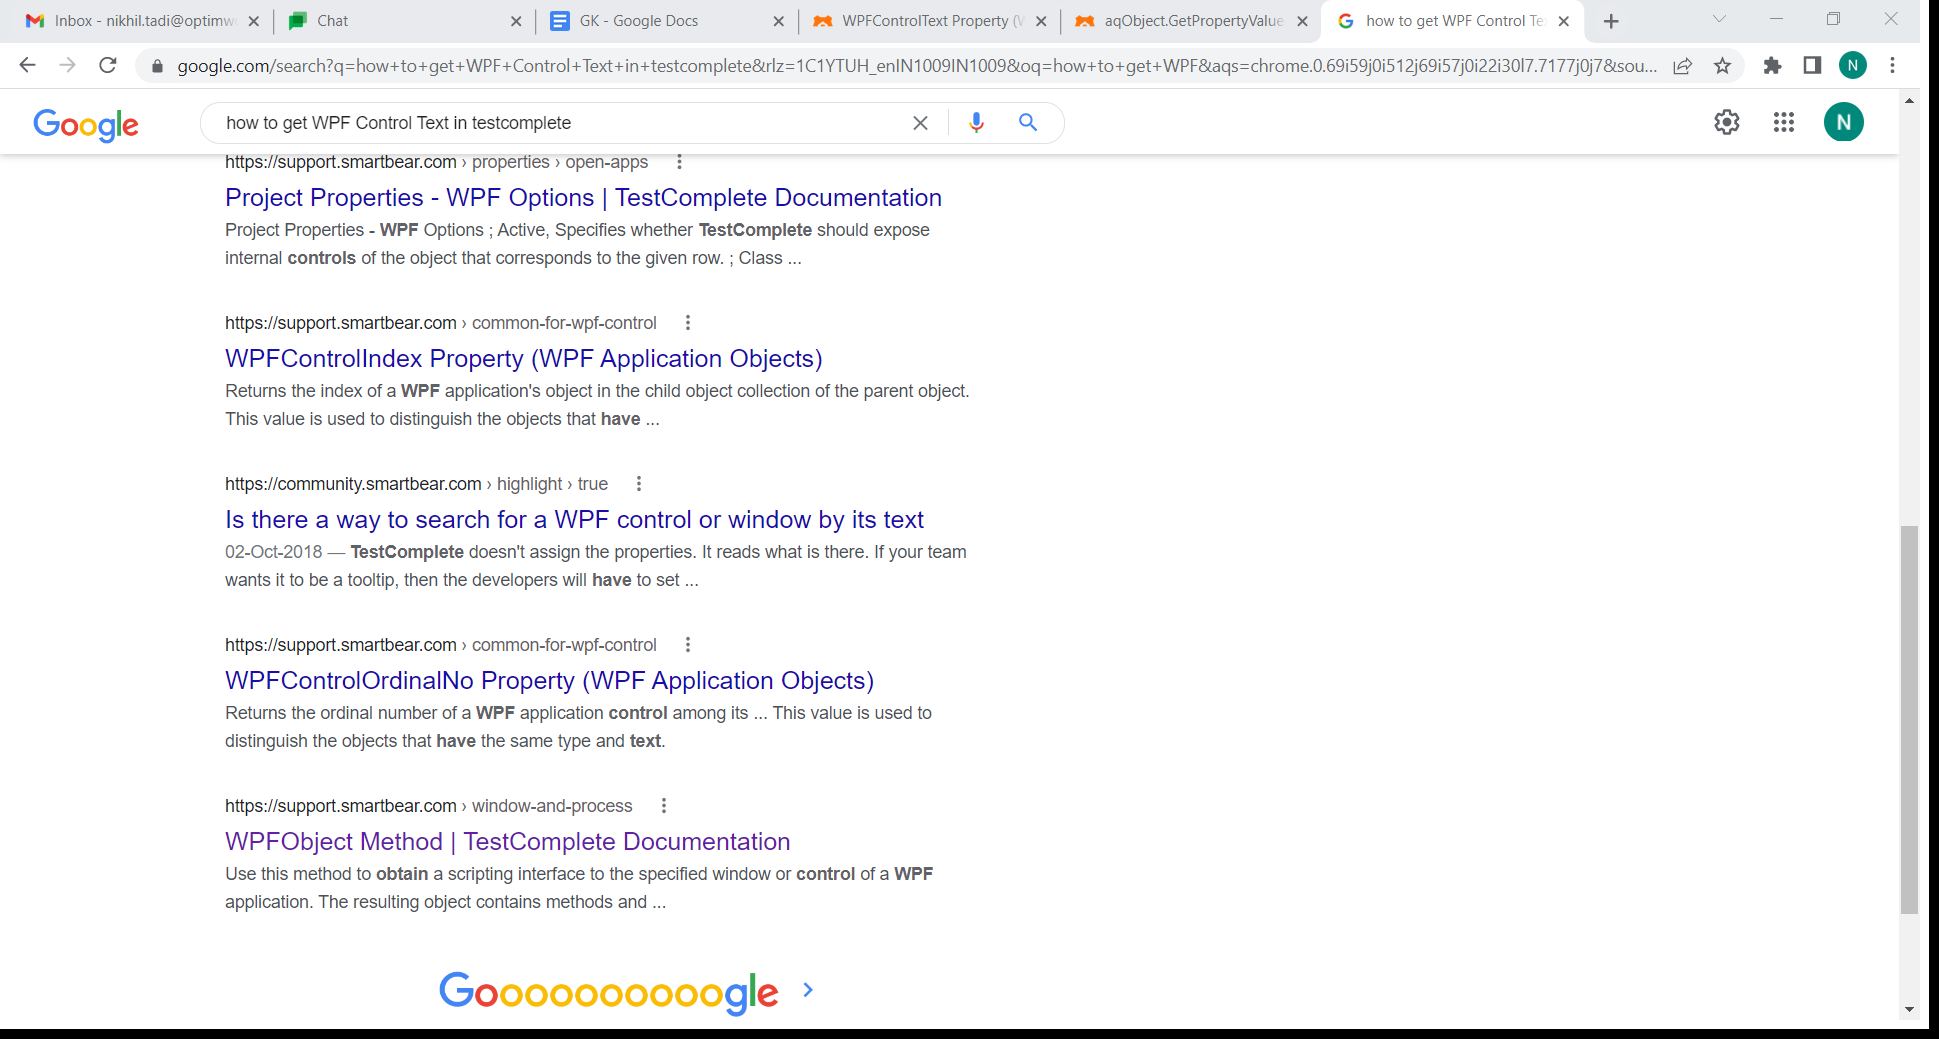 Inbox - nikhil.tadi@optimw
Chat
GK - Google Docs
WPFControlText Property (W
aqObject.GetPropertyValue
how to get WPF Control Te
google.com/search?q=how+to+get+WPF+Control+Text+in+testcomplete&rlz=1C1YTUH_enIN1009IN1009&oq=how+to+get+WPF&aqs=chrome.0.69i59j0i512j69i57j0i22i30l7.7177j0j7&sou...
N
Google
how to get WPF Control Text in testcomplete
N
https://support.smartbear.com › properties › open-apps
Project Properties - WPF Options | TestComplete Documentation
Project Properties - WPF Options ; Active, Specifies whether TestComplete should expose
internal controls of the object that corresponds to the given row. ; Class ...
https://support.smartbear.com › common-for-wpf-control
WPFControlIndex Property (WPF Application Objects)
Returns the index of a WPF application's object in the child object collection of the parent object.
This value is used to distinguish the objects that have ...
https://community.smartbear.com › highlight › true
Is there a way to search for a WPF control or window by its text
02-Oct-2018 — TestComplete doesn't assign the properties. It reads what is there. If your team
wants it to be a tooltip, then the developers will have to set ...
https://support.smartbear.com › common-for-wpf-control
WPFControlOrdinalNo Property (WPF Application Objects)
Returns the ordinal number of a WPF application control among its ... This value is used to
distinguish the objects that have the same type and text.
https://support.smartbear.com › window-and-process
WPFObject Method | TestComplete Documentation
Use this method to obtain a scripting interface to the specified window or control of a WPF
application. The resulting object contains methods and ...
Goooooooooogle